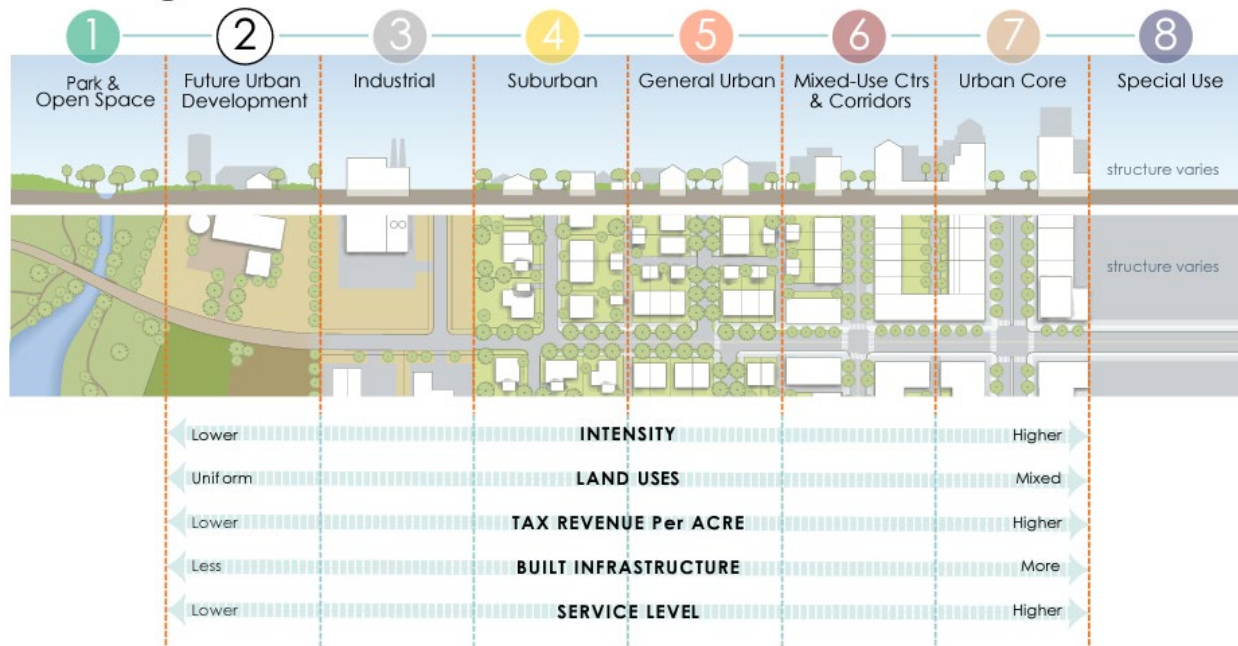 1
2
3
4
5
6
7
8
Park &
Open Space
Future Urban
Development
Industrial
Suburban
General Urban
Mixed-Use Ctrs
& Corridors
Urban Core
Special Use
structure varies
structure varies
Lower INTENSITY Higher
Uniform LAND USES Mixed
Lower TAX REVENUE Per ACRE Higher
Less BUILT INFRASTRUCTURE More
Lower SERVICE LEVEL Higher